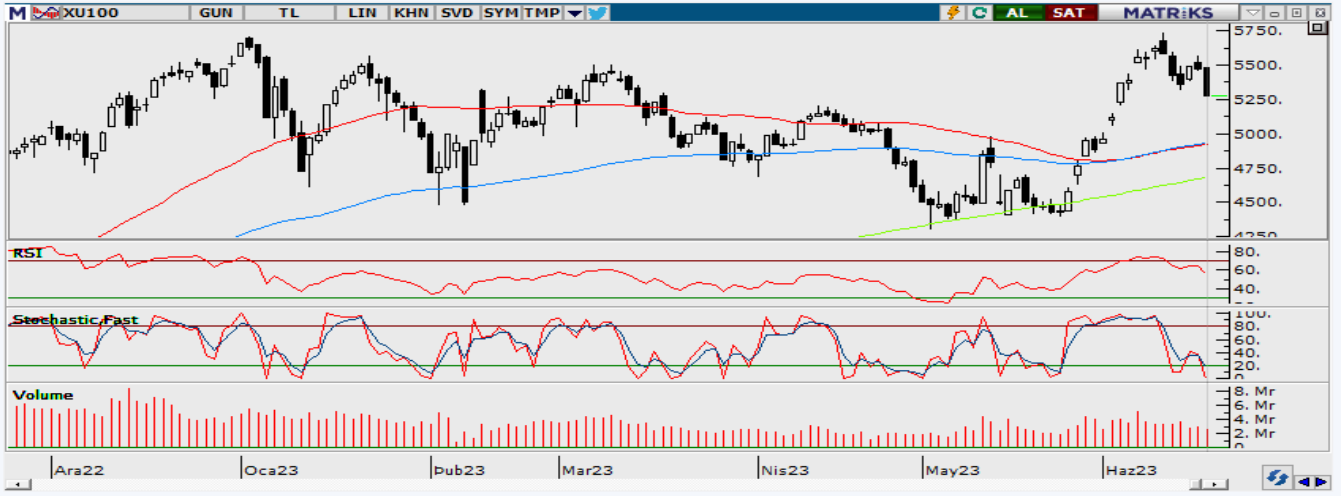 M XU100 GUN TL LIN KHN SVD SYM TMP AL SAT MATRiKS
5750.
5500.
5250.
5000.
4750.
4500.
4250
RSI
80.
60.
40.
Stochastic Fast
100.
80.
60.
40.
20.
0.
Volume
8. Mr
6. Mr
4. Mr
2. Mr
0.
Ara22 Oca23 Þub23 Mar23 Nis23 May23 Haz23